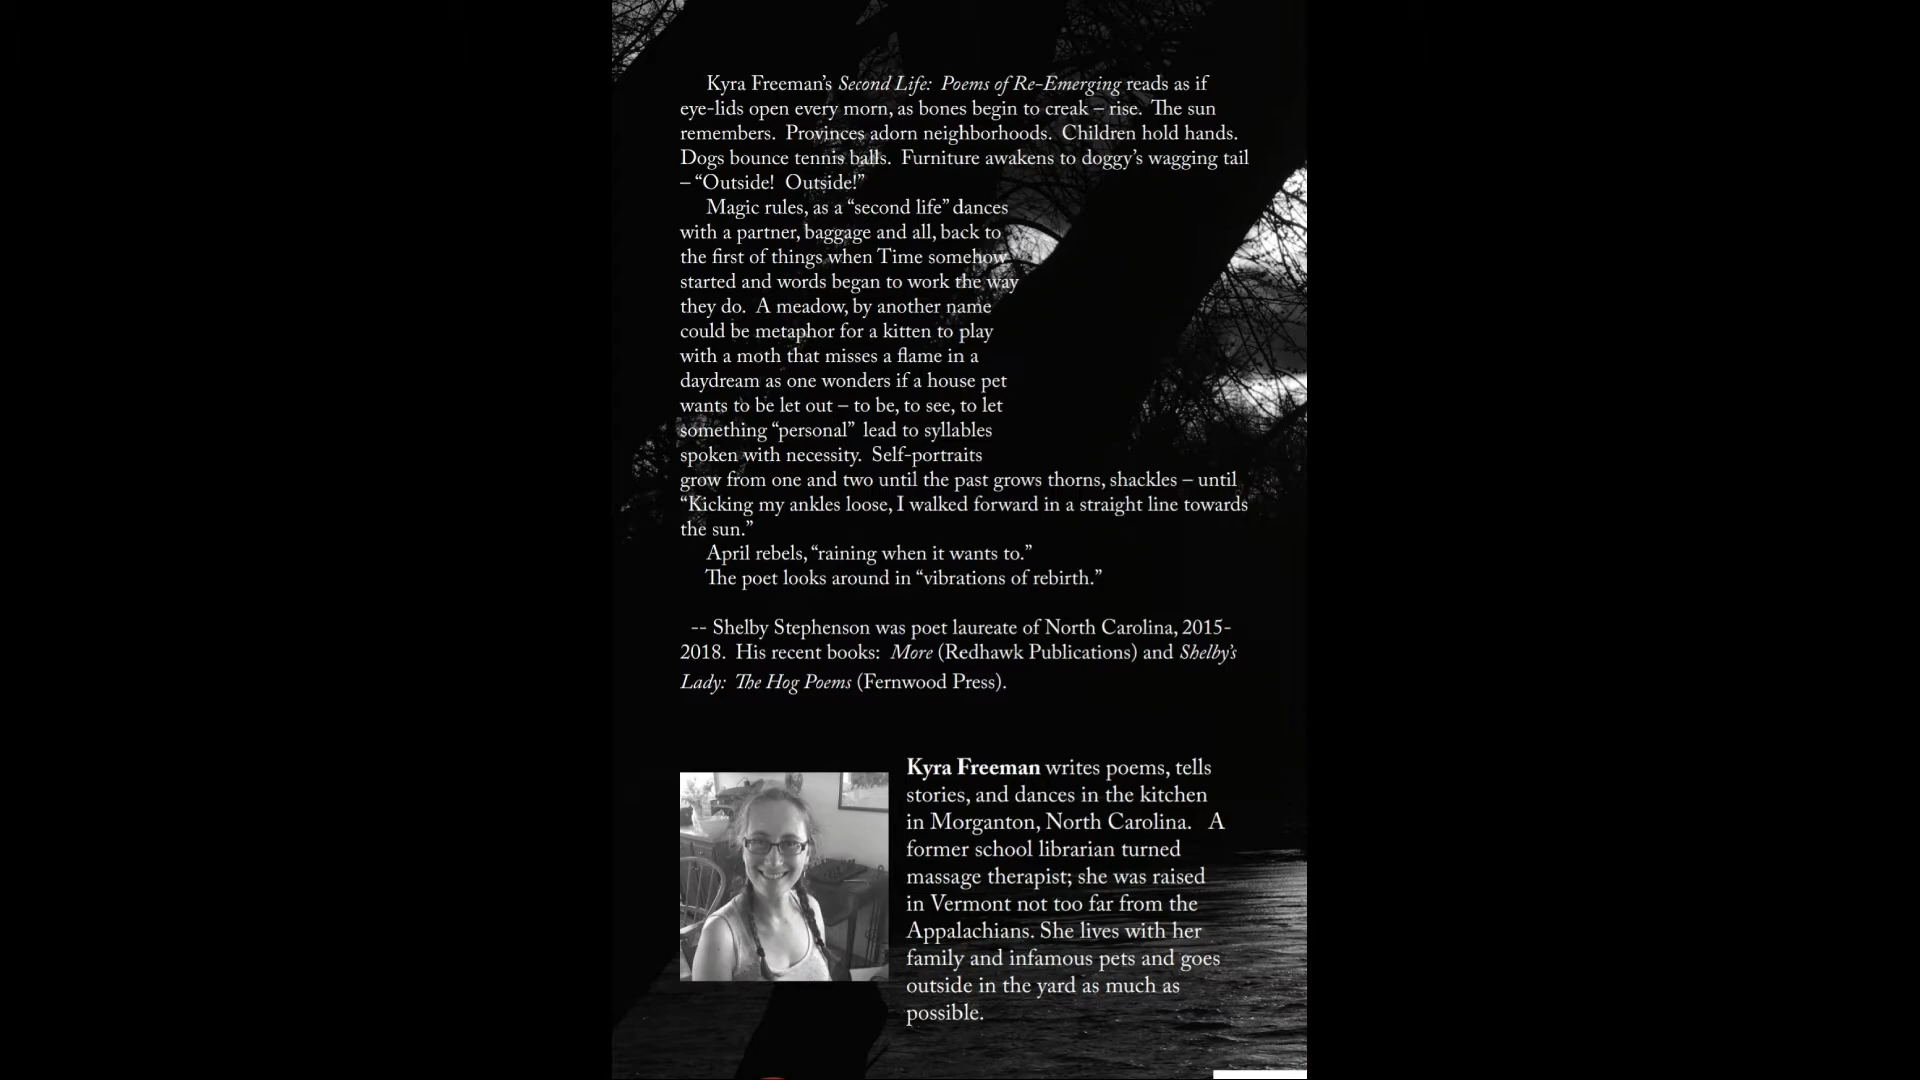 Kyra Freeman’s Second Life:  Poems of Re-Emerging reads as if
eye-lids open every morn, as bones begin to creak – rise.  The sun
remembers.  Provinces adorn neighborhoods.  Children hold hands.
Dogs bounce tennis balls.  Furniture awakens to doggy’s wagging tail
– “Outside!  Outside!”
Magic rules, as a “second life” dances
with a partner, baggage and all, back to
the first of things when Time somehow
started and words began to work the way
they do.  A meadow, by another name
could be metaphor for a kitten to play
with a moth that misses a flame in a
daydream as one wonders if a house pet
wants to be let out – to be, to see, to let
something “personal”  lead to syllables
spoken with necessity.  Self-portraits
grow from one and two until the past grows thorns, shackles – until
“Kicking my ankles loose, I walked forward in a straight line towards
the sun.”
April rebels, “raining when it wants to.”
The poet looks around in “vibrations of rebirth.”
-- Shelby Stephenson was poet laureate of North Carolina, 2015-
2018.  His recent books:  More (Redhawk Publications) and Shelby’s
Lady:  The Hog Poems (Fernwood Press).
Kyra Freeman writes poems, tells
stories, and dances in the kitchen
in Morganton, North Carolina.   A
former school librarian turned
massage therapist; she was raised
in Vermont not too far from the
Appalachians. She lives with her
family and infamous pets and goes
outside in the yard as much as
possible.